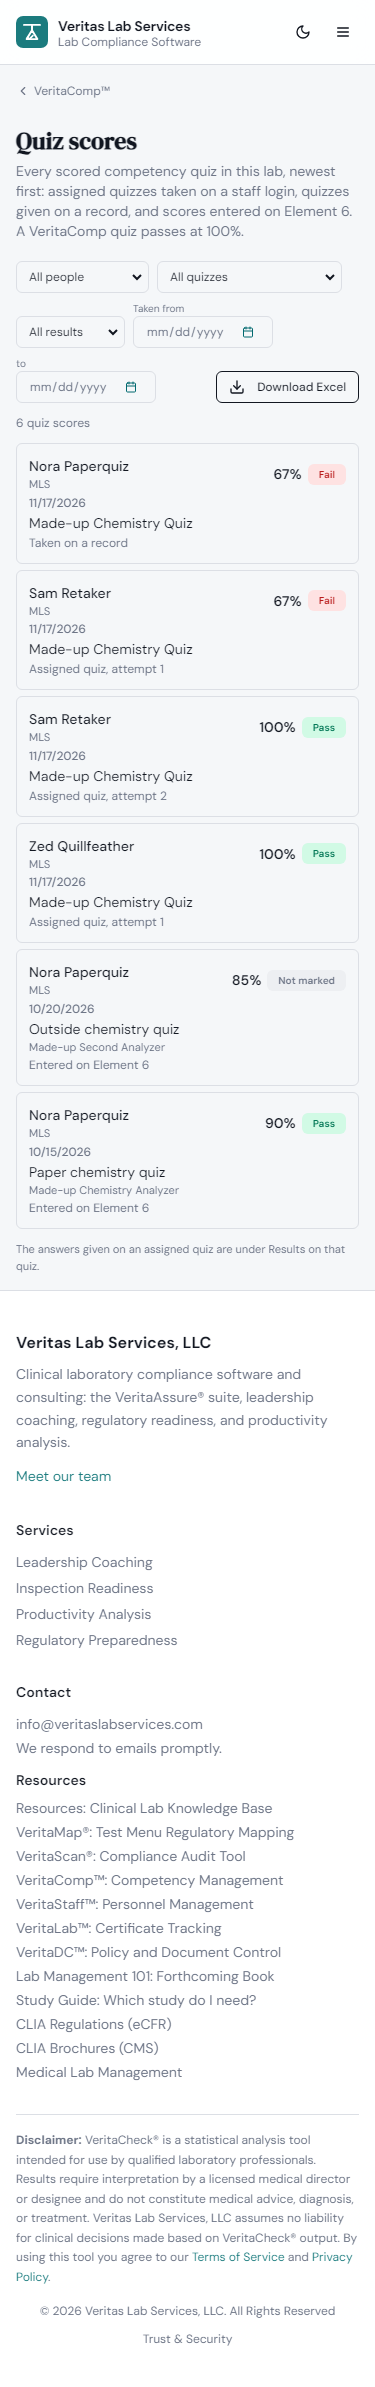 Veritas Lab Services
Lab Compliance Software
VeritaComp™
Quiz scores
Every scored competency quiz in this lab, newest
first: assigned quizzes taken on a staff login, quizzes
given on a record, and scores entered on Element 6.
A VeritaComp quiz passes at 100%.
All people
All quizzes
Taken from
All results
mm/dd/yyyy
to
mm/dd/yyyy
Download Excel
6 quiz scores
Nora Paperquiz
67% Fail
MLS
11/17/2026
Made-up Chemistry Quiz
Taken on a record
Sam Retaker
67% Fail
MLS
11/17/2026
Made-up Chemistry Quiz
Assigned quiz, attempt 1
Sam Retaker
100% Pass
MLS
11/17/2026
Made-up Chemistry Quiz
Assigned quiz, attempt 2
Zed Quillfeather
100% Pass
MLS
11/17/2026
Made-up Chemistry Quiz
Assigned quiz, attempt 1
Nora Paperquiz
85% Not marked
MLS
10/20/2026
Outside chemistry quiz
Made-up Second Analyzer
Entered on Element 6
Nora Paperquiz
90% Pass
MLS
10/15/2026
Paper chemistry quiz
Made-up Chemistry Analyzer
Entered on Element 6
The answers given on an assigned quiz are under Results on that
quiz.
Veritas Lab Services, LLC
Clinical laboratory compliance software and
consulting: the VeritaAssure® suite, leadership
coaching, regulatory readiness, and productivity
analysis.
Meet our team
Services
Leadership Coaching
Inspection Readiness
Productivity Analysis
Regulatory Preparedness
Contact
info@veritaslabservices.com
We respond to emails promptly.
Resources
Resources: Clinical Lab Knowledge Base
VeritaMap®: Test Menu Regulatory Mapping
VeritaScan®: Compliance Audit Tool
VeritaComp™: Competency Management
VeritaStaff™: Personnel Management
VeritaLab™: Certificate Tracking
VeritaDC™: Policy and Document Control
Lab Management 101: Forthcoming Book
Study Guide: Which study do I need?
CLIA Regulations (eCFR)
CLIA Brochures (CMS)
Medical Lab Management
Disclaimer: VeritaCheck® is a statistical analysis tool
intended for use by qualified laboratory professionals.
Results require interpretation by a licensed medical director
or designee and do not constitute medical advice, diagnosis,
or treatment. Veritas Lab Services, LLC assumes no liability
for clinical decisions made based on VeritaCheck® output. By
using this tool you agree to our Terms of Service and Privacy
Policy.
© 2026 Veritas Lab Services, LLC. All Rights Reserved
Trust & Security